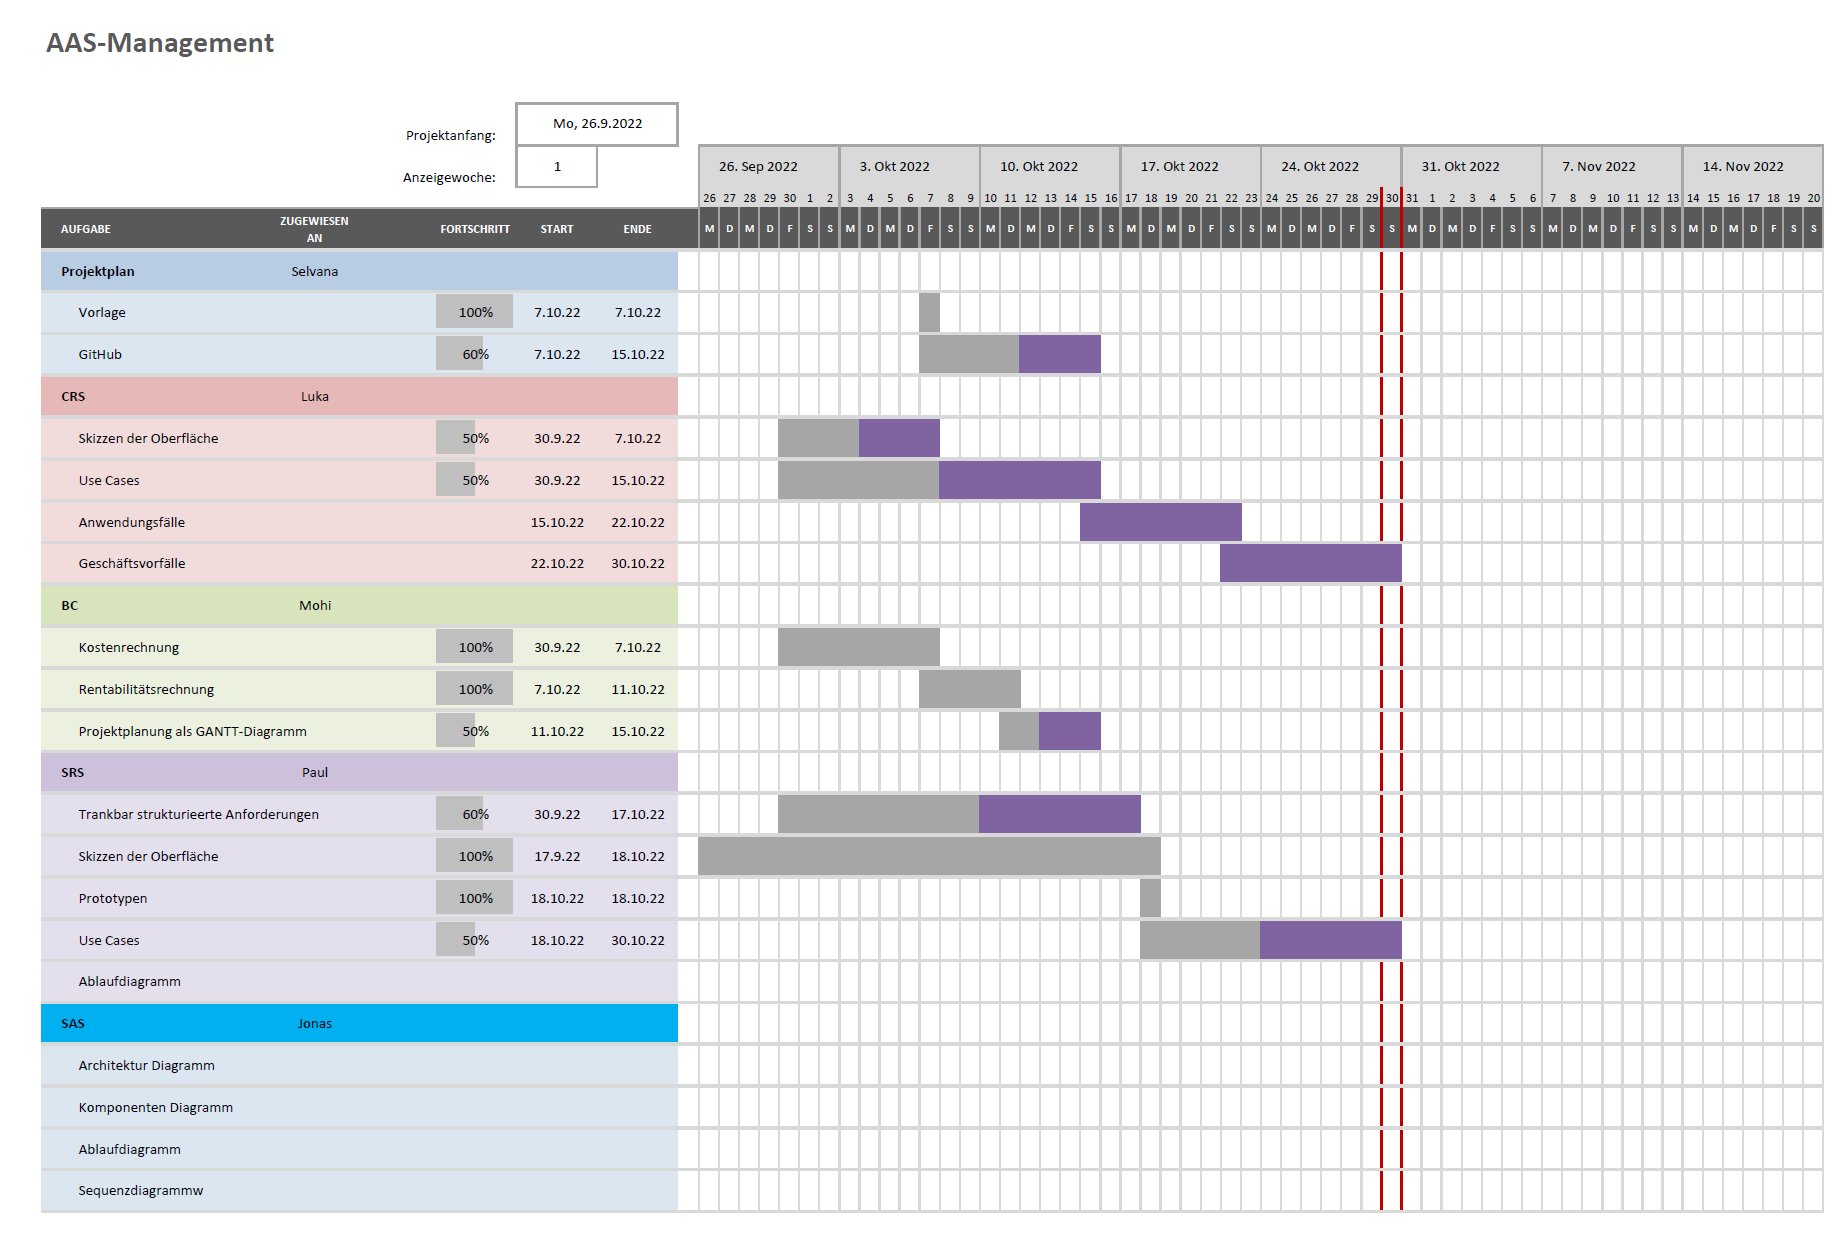 AAS-Management
Projektanfang: Mo, 26.9.2022
Anzeigewoche: 1
26. Sep 2022 3. Okt 2022 10. Okt 2022 17. Okt 2022 24. Okt 2022 31. Okt 2022 7. Nov 2022 14. Nov 2022
26 27 28 29 30 1 2 3 4 5 6 7 8 9 10 11 12 13 14 15 16 17 18 19 20 21 22 23 24 25 26 27 28 29 30 31 1 2 3 4 5 6 7 8 9 10 11 12 13 14 15 16 17 18 19 20
AUFGABE ZUGEWIESEN AN FORTSCHRITT START ENDE M D M D F S S M D M D F S S M D M D F S S M D M D F S S M D M D F S S M D M D F S S M D M D F S S M D M D F S S
Projektplan Selvana
Vorlage 100% 7.10.22 7.10.22
GitHub 60% 7.10.22 15.10.22
CRS Luka
Skizzen der Oberfläche 50% 30.9.22 7.10.22
Use Cases 50% 30.9.22 15.10.22
Anwendungsfälle 15.10.22 22.10.22
Geschäftsvorfälle 22.10.22 30.10.22
BC Mohi
Kostenrechnung 100% 30.9.22 7.10.22
Rentabilitätsrechnung 100% 7.10.22 11.10.22
Projektplanung als GANTT-Diagramm 50% 11.10.22 15.10.22
SRS Paul
Trankbar strukturieerte Anforderungen 60% 30.9.22 17.10.22
Skizzen der Oberfläche 100% 17.9.22 18.10.22
Prototypen 100% 18.10.22 18.10.22
Use Cases 50% 18.10.22 30.10.22
Ablaufdiagramm
SAS Jonas
Architektur Diagramm
Komponenten Diagramm
Ablaufdiagramm
Sequenzdiagrammw